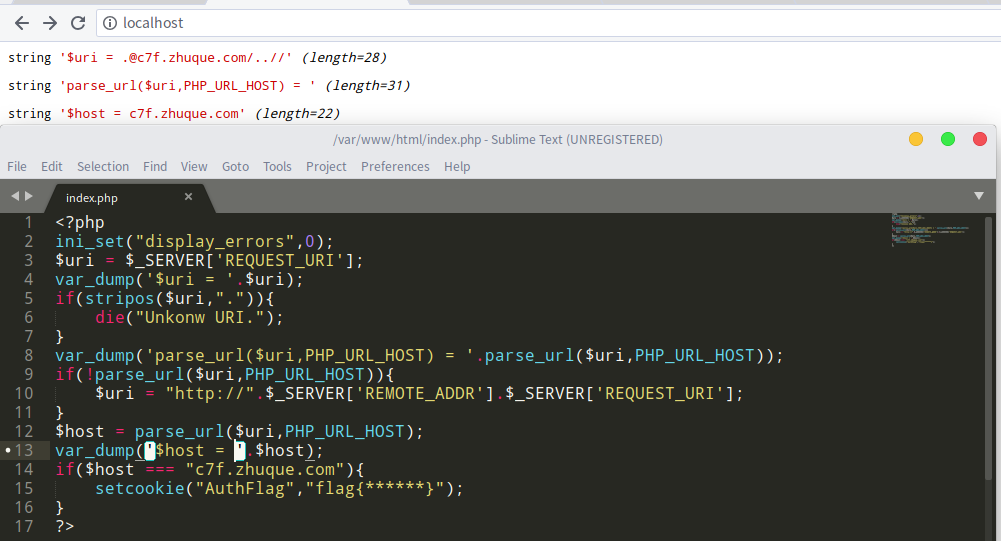 localhost
string '$uri = .@c7f.zhuque.com/..//' (length=28)
string 'parse_url($uri,PHP_URL_HOST) = ' (length=31)
string '$host = c7f.zhuque.com' (length=22)
/var/www/html/index.php - Sublime Text (UNREGISTERED)
File Edit Selection Find View Goto Tools Project Preferences Help
index.php ×
1 <?php
2 ini_set("display_errors",0);
3 $uri = $_SERVER['REQUEST_URI'];
4 var_dump('$uri = '.$uri);
5 if(stripos($uri,".")){
6 die("Unkonw URI.");
7 }
8 var_dump('parse_url($uri,PHP_URL_HOST) = '.parse_url($uri,PHP_URL_HOST));
9 if(!parse_url($uri,PHP_URL_HOST)){
10 $uri = "http://".$_SERVER['REMOTE_ADDR'].$_SERVER['REQUEST_URI'];
11 }
12 $host = parse_url($uri,PHP_URL_HOST);
13 var_dump('$host = '.$host);
14 if($host === "c7f.zhuque.com"){
15 setcookie("AuthFlag","flag{******}");
16 }
17 ?>